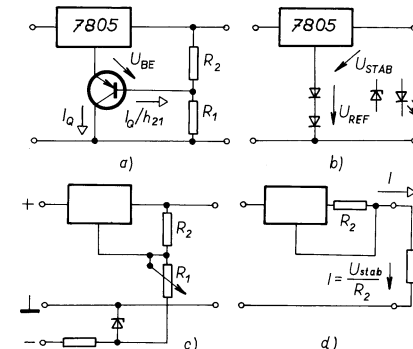 7805
U_BE
R_2
I_Q
I_Q/h_21
R_1
a)
7805
U_STAB
U_REF
b)
+
R_2
R_1
⊥
−
c)
I
R_2
I = U_stab / R_2
d)